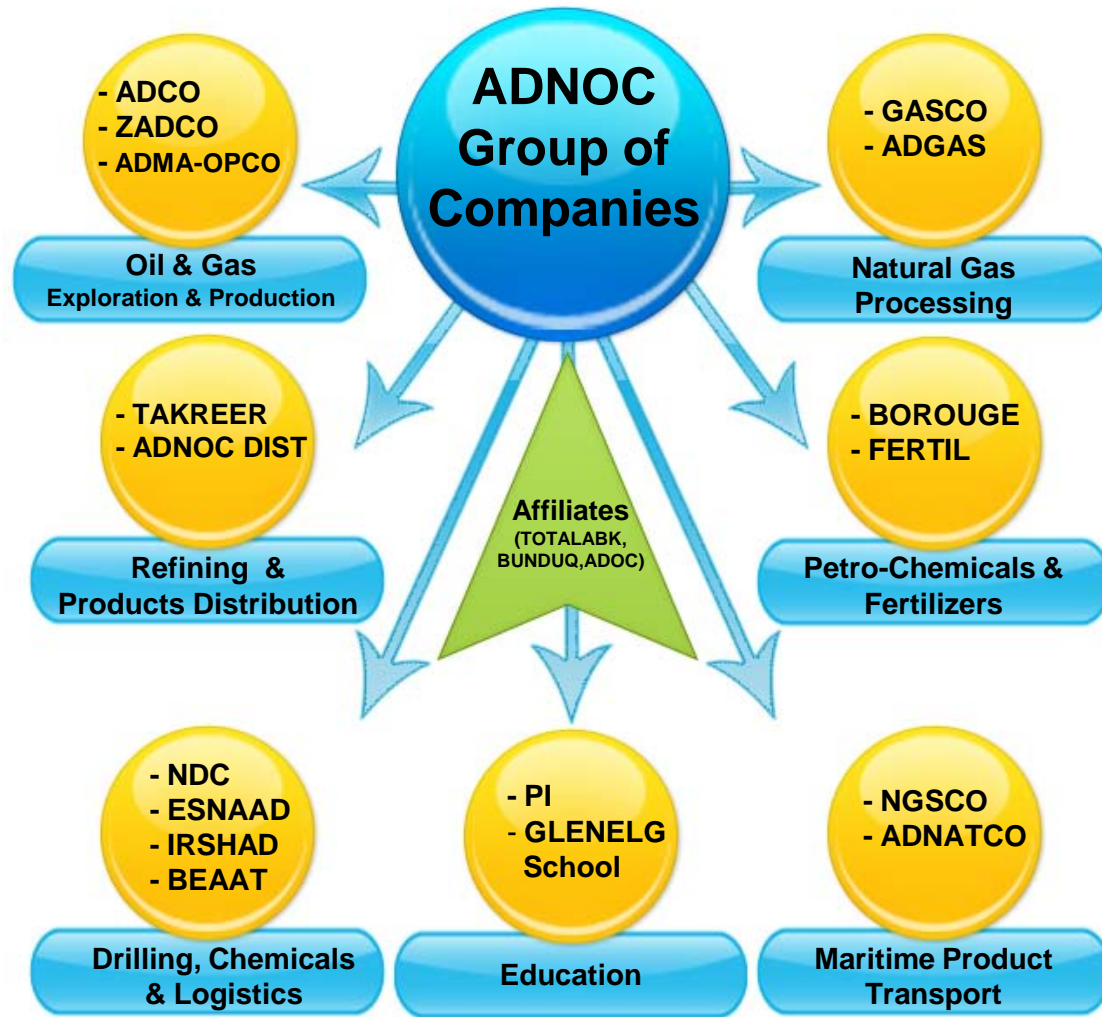 ADNOC
Group of
Companies
- ADCO
- ZADCO
- ADMA-OPCO
Oil & Gas
Exploration & Production
- GASCO
- ADGAS
Natural Gas
Processing
- TAKREER
- ADNOC DIST
Refining &
Products Distribution
Affiliates
(TOTALABK,
BUNDUQ,ADOC)
- BOROUGE
- FERTIL
Petro-Chemicals &
Fertilizers
- NDC
- ESNAAD
- IRSHAD
- BEAAT
Drilling, Chemicals
& Logistics
- PI
- GLENELG
School
Education
- NGSCO
- ADNATCO
Maritime Product
Transport